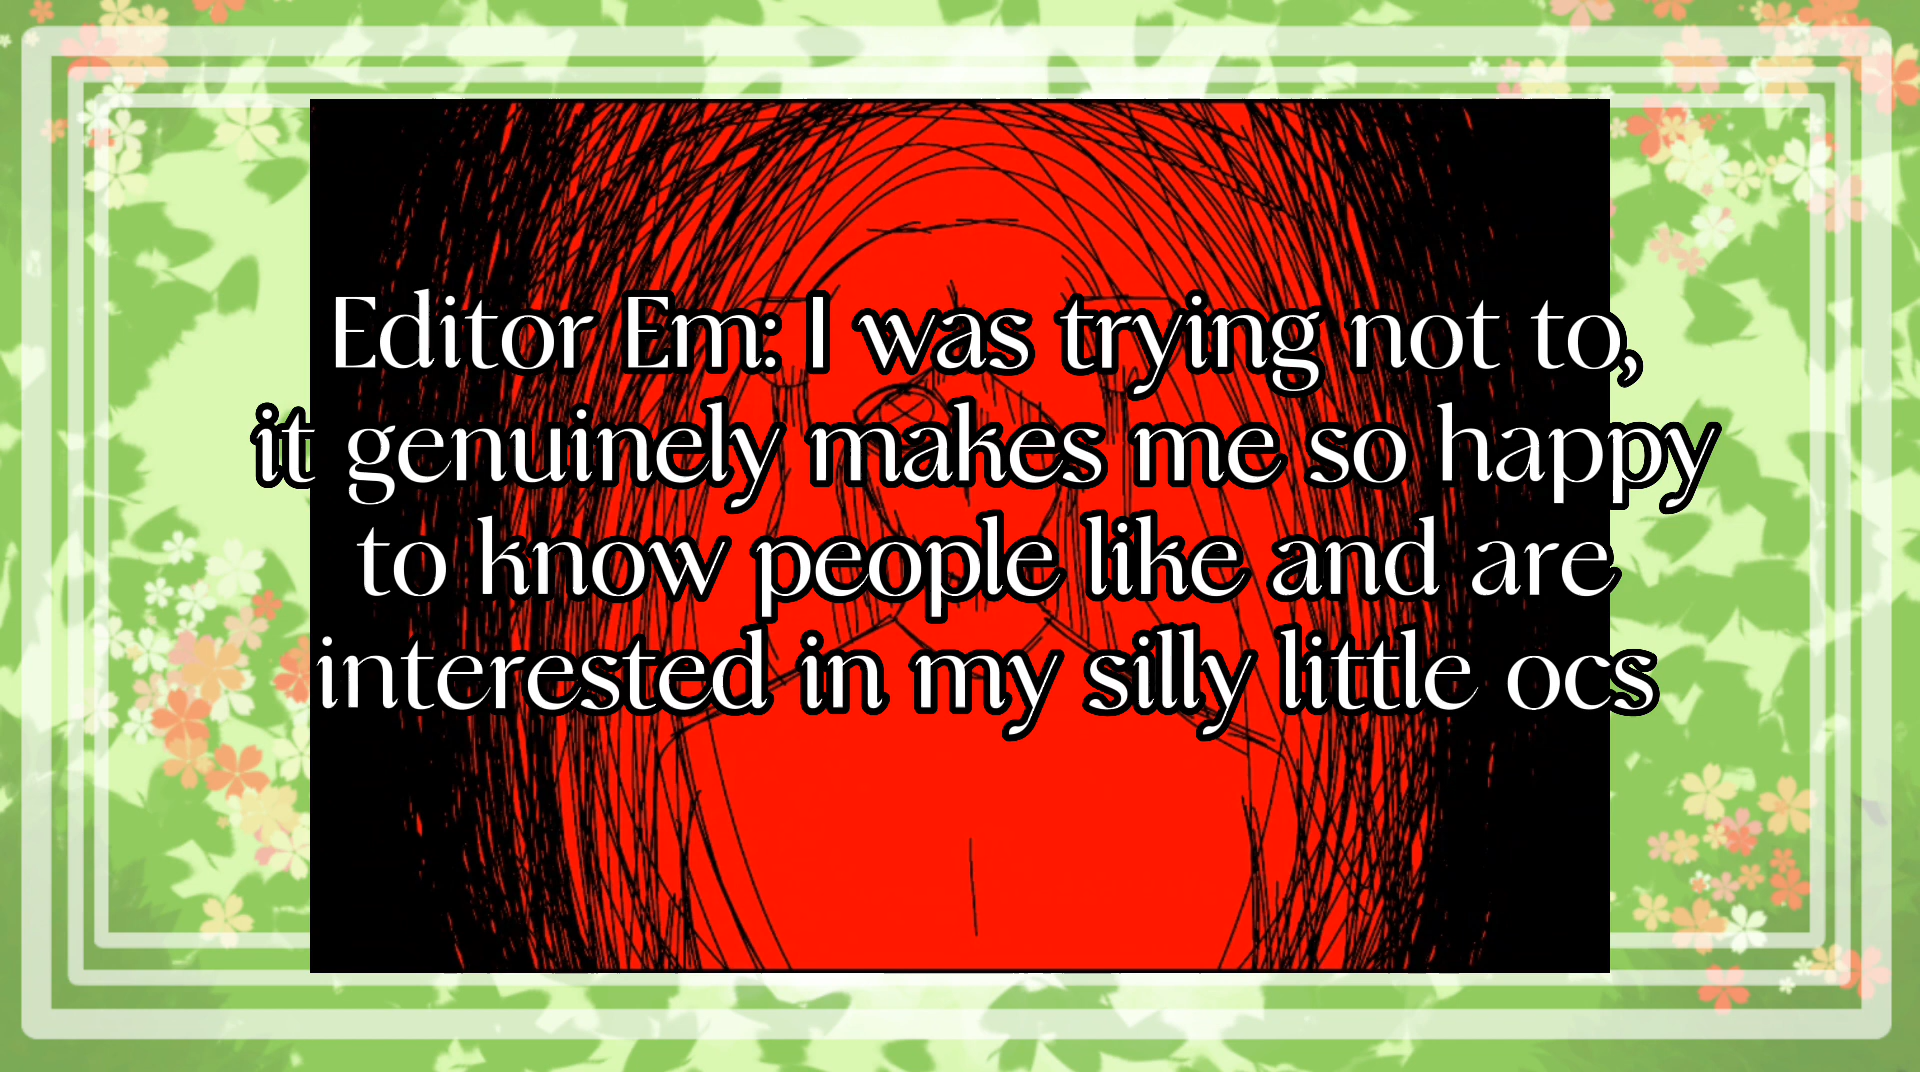 Editor Em: I was trying not to,
it genuinely makes me so happy
to know people like and are
interested in my silly little ocs